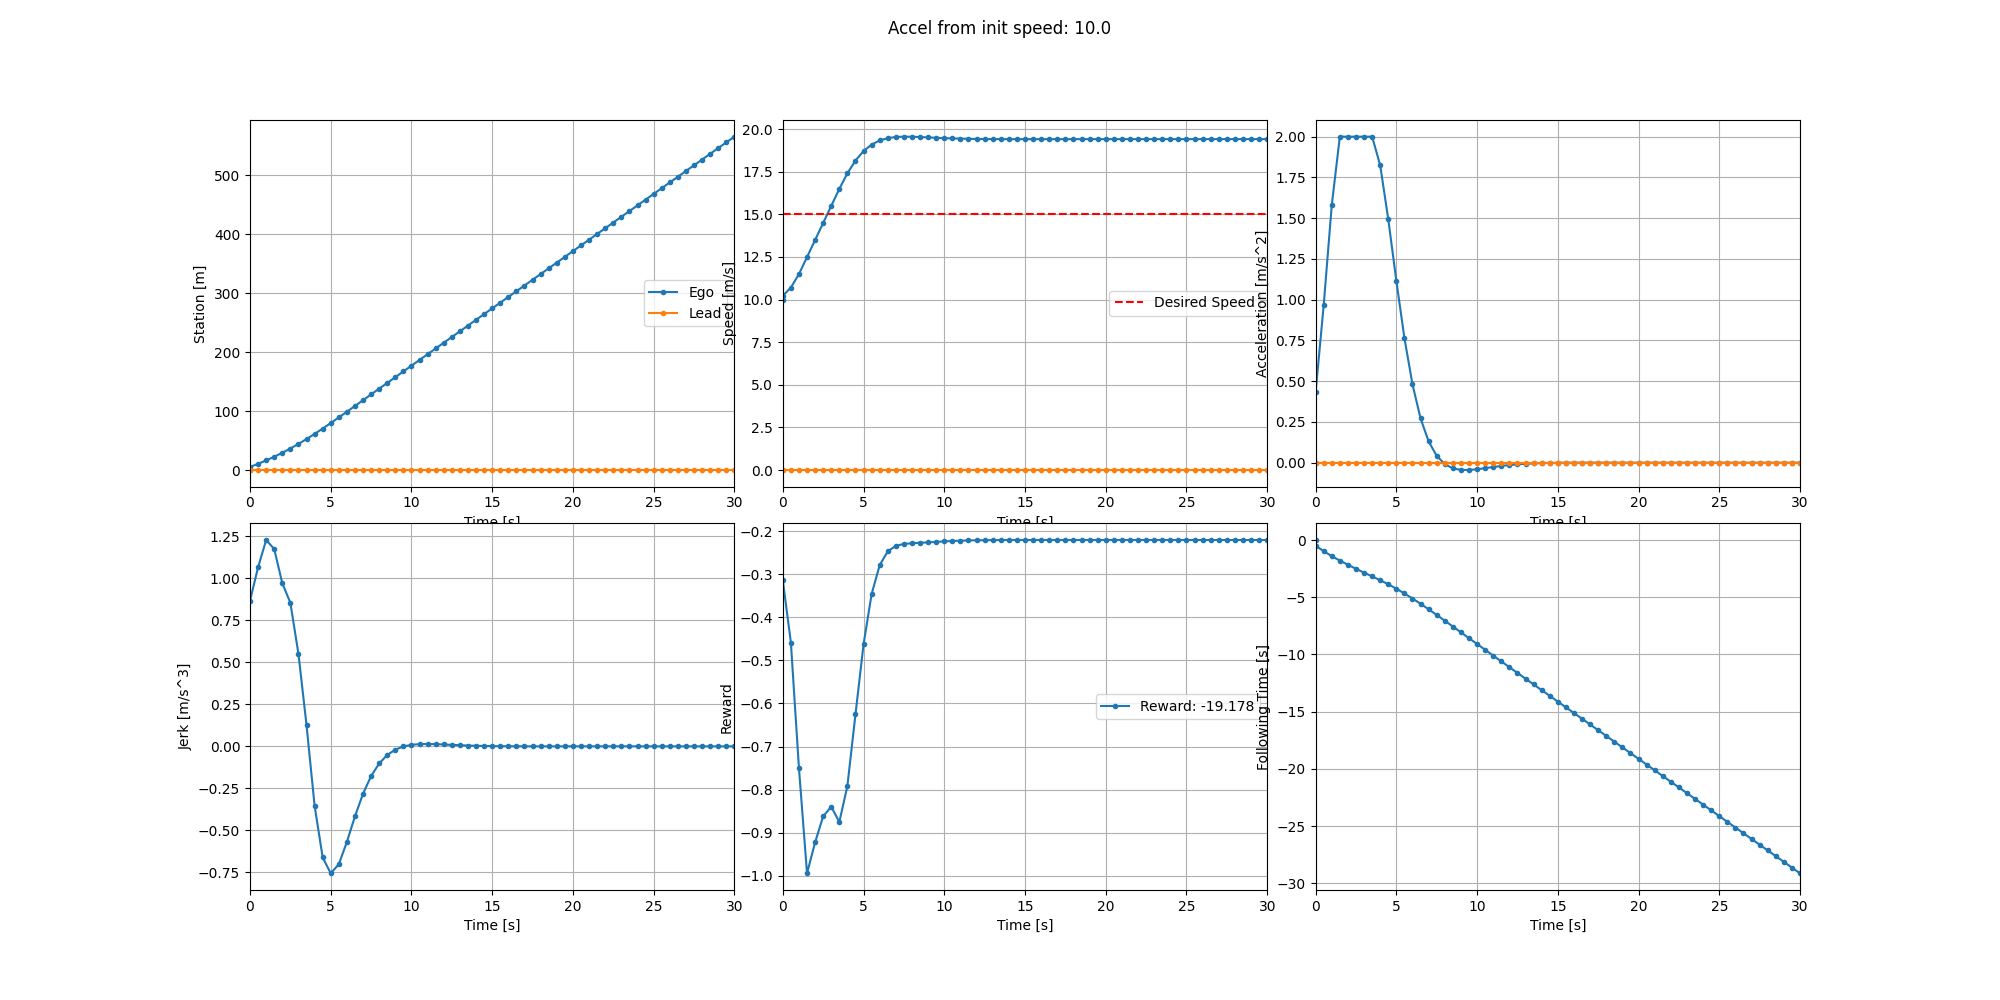 Accel from init speed: 10.0
Station [m]
500
400
300
200
100
0
0 5 10 15 20 25 30
Time [s]
Ego
Lead
Speed [m/s]
20.0
17.5
15.0
12.5
10.0
7.5
5.0
2.5
0.0
0 5 10 15 20 25 30
Time [s]
Desired Speed
Acceleration [m/s^2]
2.00
1.75
1.50
1.25
1.00
0.75
0.50
0.25
0.00
0 5 10 15 20 25 30
Time [s]
Jerk [m/s^3]
1.25
1.00
0.75
0.50
0.25
0.00
−0.25
−0.50
−0.75
0 5 10 15 20 25 30
Time [s]
Reward
−0.2
−0.3
−0.4
−0.5
−0.6
−0.7
−0.8
−0.9
−1.0
0 5 10 15 20 25 30
Time [s]
Reward: -19.178
Following Time [s]
0
−5
−10
−15
−20
−25
−30
0 5 10 15 20 25 30
Time [s]